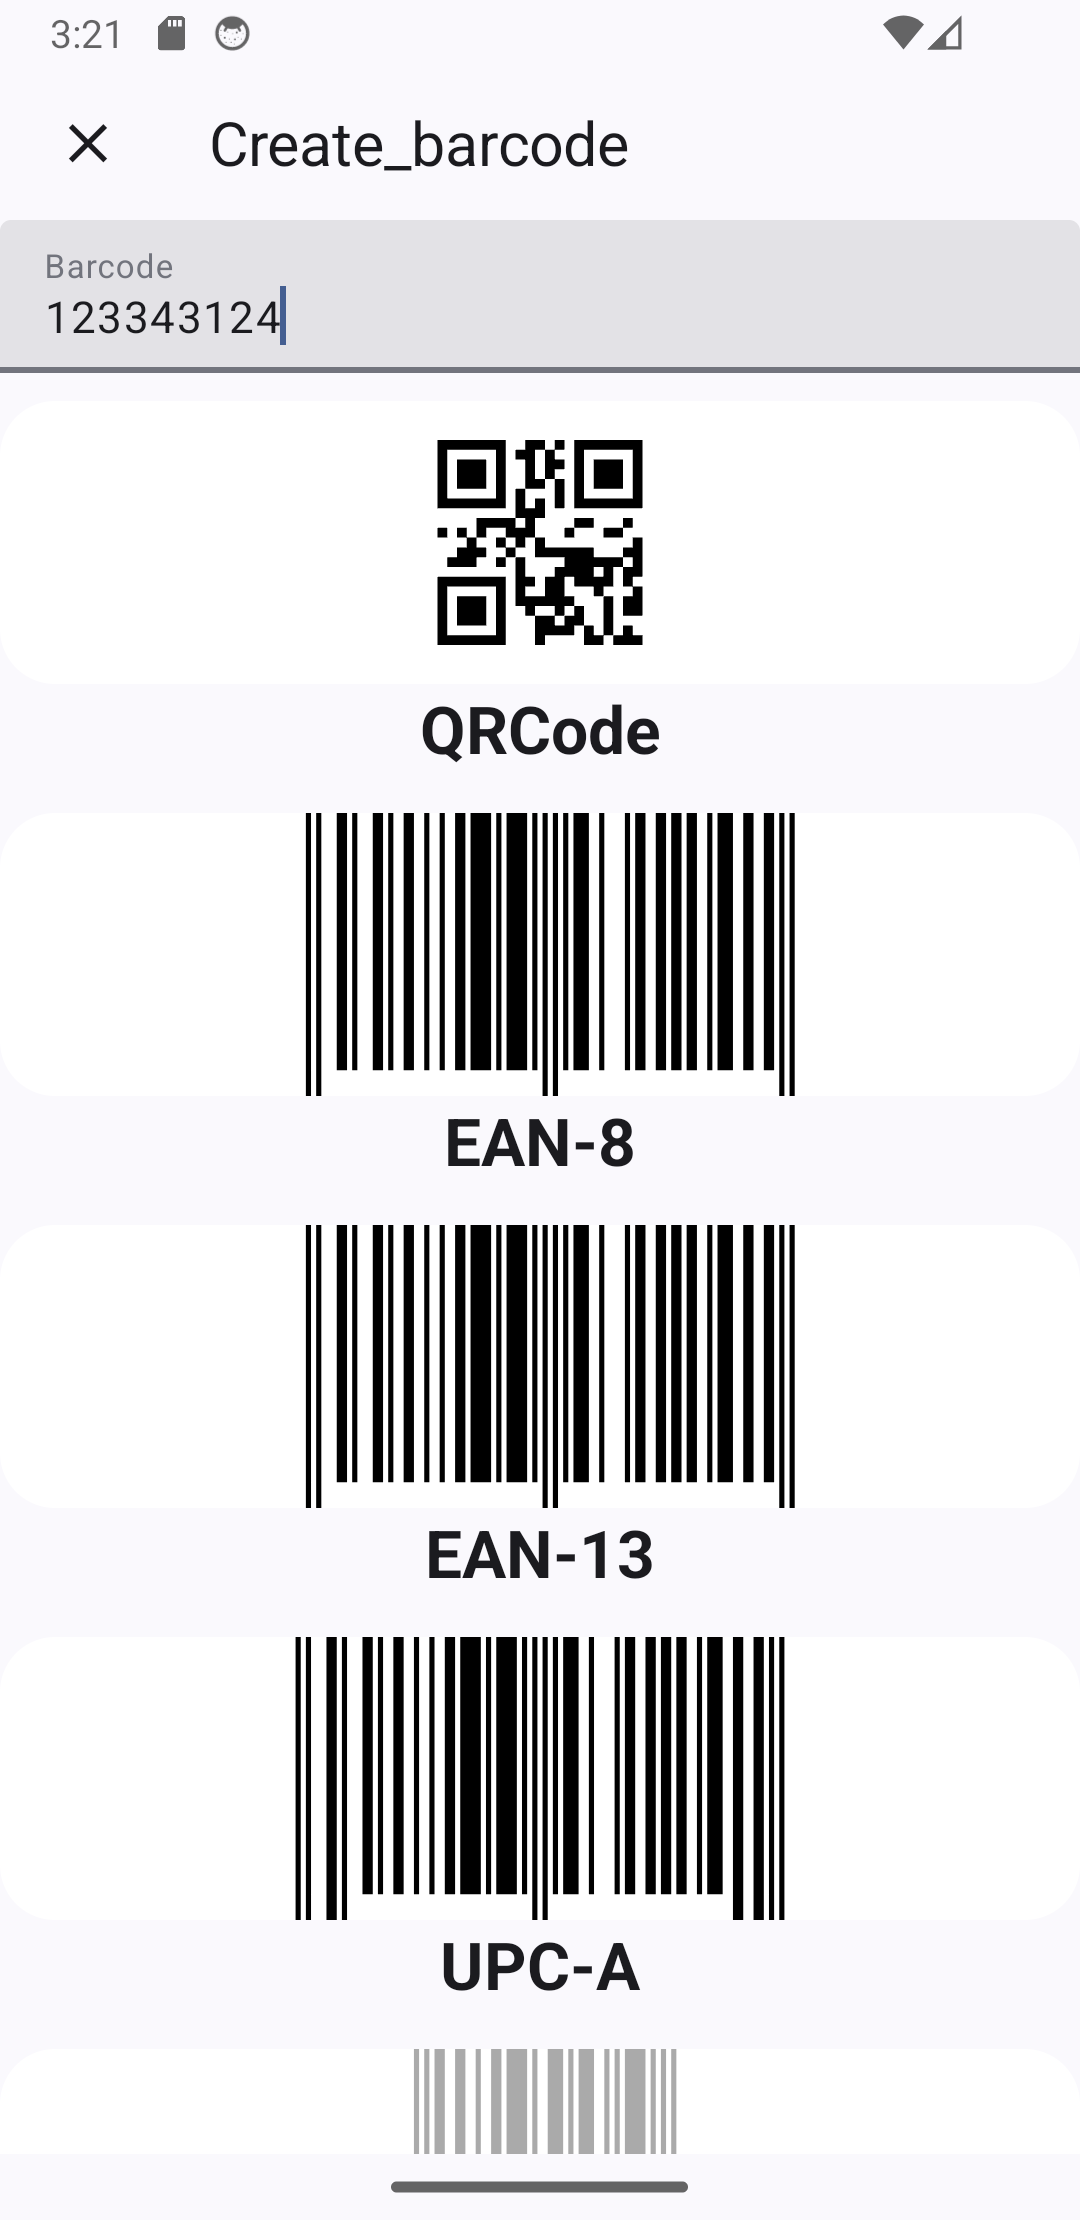 3:21
Create_barcode
Barcode
123343124
QRCode
EAN-8
EAN-13
UPC-A